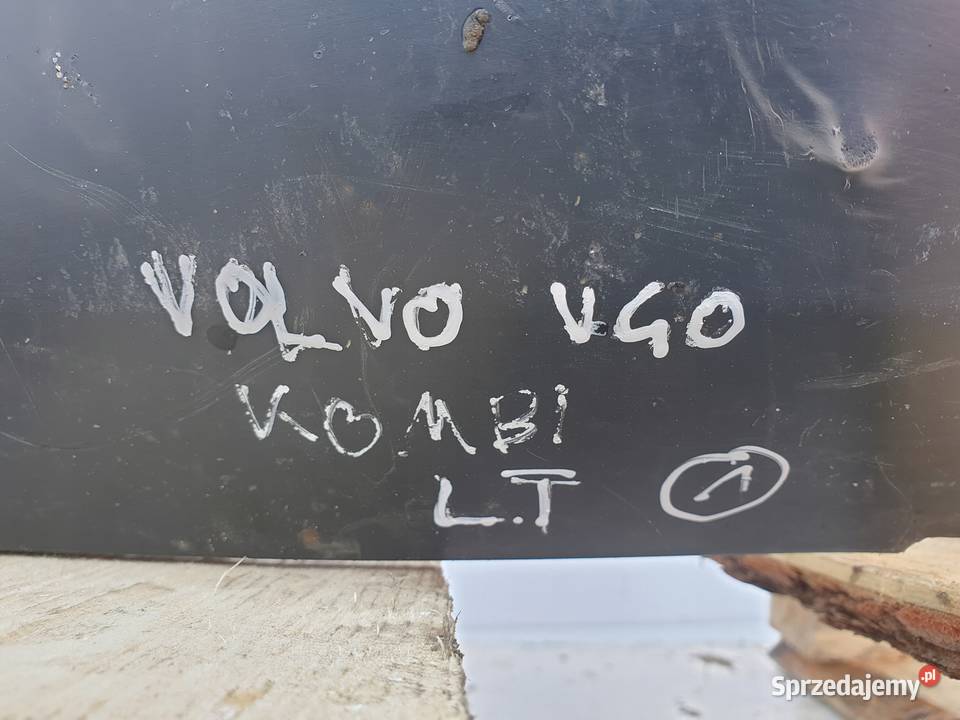 VOLVO V60
KOMBi
L.T 1
Sprzedajemy.pl